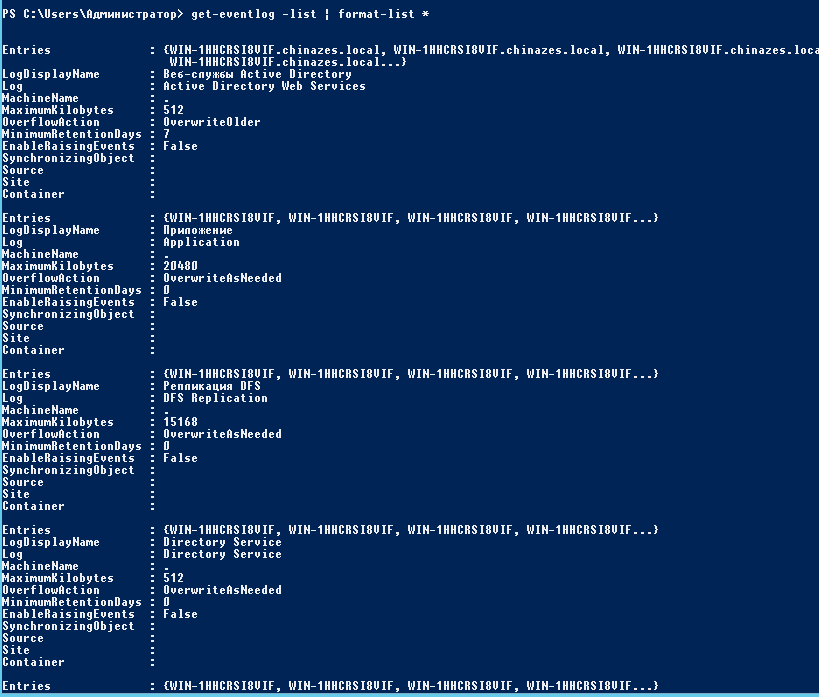 PS C:\Users\Администратор> get-eventlog -list | format-list *
Entries : {WIN-1HHCRSI8VIF.chinazes.local, WIN-1HHCRSI8VIF.chinazes.local, WIN-1HHCRSI8VIF.chinazes.loca
WIN-1HHCRSI8VIF.chinazes.local...}
LogDisplayName : Веб-службы Active Directory
Log : Active Directory Web Services
MachineName : .
MaximumKilobytes : 512
OverflowAction : OverwriteOlder
MinimumRetentionDays : 7
EnableRaisingEvents : False
SynchronizingObject :
Source :
Site :
Container :
Entries : {WIN-1HHCRSI8VIF, WIN-1HHCRSI8VIF, WIN-1HHCRSI8VIF, WIN-1HHCRSI8VIF...}
LogDisplayName : Приложение
Log : Application
MachineName : .
MaximumKilobytes : 20480
OverflowAction : OverwriteAsNeeded
MinimumRetentionDays : 0
EnableRaisingEvents : False
SynchronizingObject :
Source :
Site :
Container :
Entries : {WIN-1HHCRSI8VIF, WIN-1HHCRSI8VIF, WIN-1HHCRSI8VIF, WIN-1HHCRSI8VIF...}
LogDisplayName : Репликация DFS
Log : DFS Replication
MachineName : .
MaximumKilobytes : 15168
OverflowAction : OverwriteAsNeeded
MinimumRetentionDays : 0
EnableRaisingEvents : False
SynchronizingObject :
Source :
Site :
Container :
Entries : {WIN-1HHCRSI8VIF, WIN-1HHCRSI8VIF, WIN-1HHCRSI8VIF, WIN-1HHCRSI8VIF...}
LogDisplayName : Directory Service
Log : Directory Service
MachineName : .
MaximumKilobytes : 512
OverflowAction : OverwriteAsNeeded
MinimumRetentionDays : 0
EnableRaisingEvents : False
SynchronizingObject :
Source :
Site :
Container :
Entries : {WIN-1HHCRSI8VIF, WIN-1HHCRSI8VIF, WIN-1HHCRSI8VIF, WIN-1HHCRSI8VIF...}